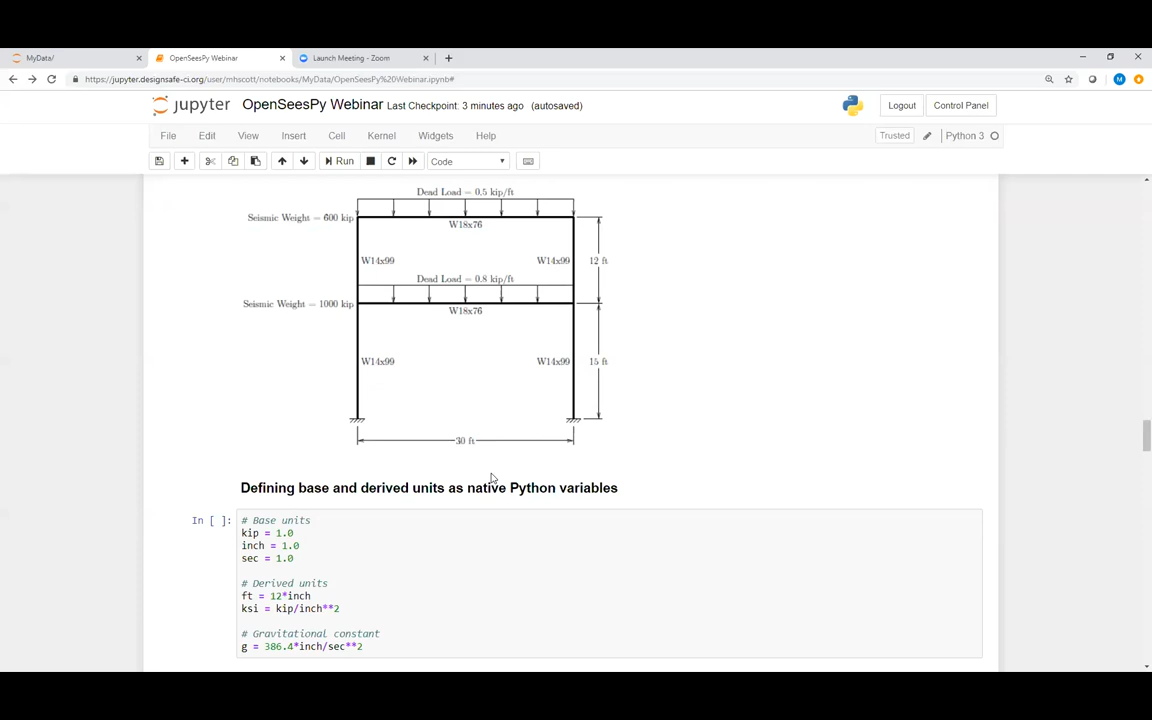 MyData/
OpenSeesPy Webinar
Launch Meeting - Zoom
https://jupyter.designsafe-ci.org/user/mhscott/notebooks/MyData/OpenSeesPy%20Webinar.ipynb#
M
jupyter OpenSeesPy Webinar Last Checkpoint: 3 minutes ago (autosaved)
Logout
Control Panel
File Edit View Insert Cell Kernel Widgets Help
Trusted
Python 3
Run
Code
Dead Load = 0.5 kip/ft
Seismic Weight = 600 kip
W18x76
W14x99
W14x99
12 ft
Dead Load = 0.8 kip/ft
Seismic Weight = 1000 kip
W18x76
W14x99
W14x99
15 ft
30 ft
Defining base and derived units as native Python variables
In [ ]:
# Base units
kip = 1.0
inch = 1.0
sec = 1.0
# Derived units
ft = 12*inch
ksi = kip/inch**2
# Gravitational constant
g = 386.4*inch/sec**2